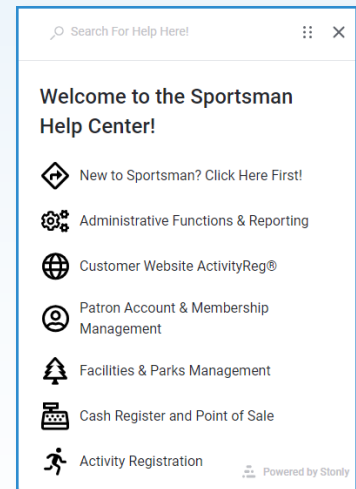 Search For Help Here!
Welcome to the Sportsman
Help Center!
New to Sportsman? Click Here First!
Administrative Functions & Reporting
Customer Website ActivityReg®
Patron Account & Membership
Management
Facilities & Parks Management
Cash Register and Point of Sale
Activity Registration
Powered by Stonly